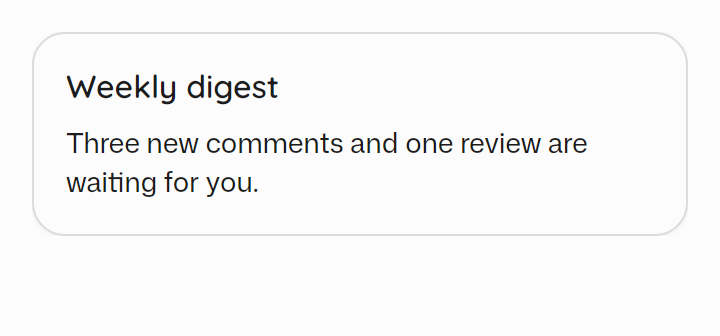 Weekly digest
Three new comments and one review are
waiting for you.